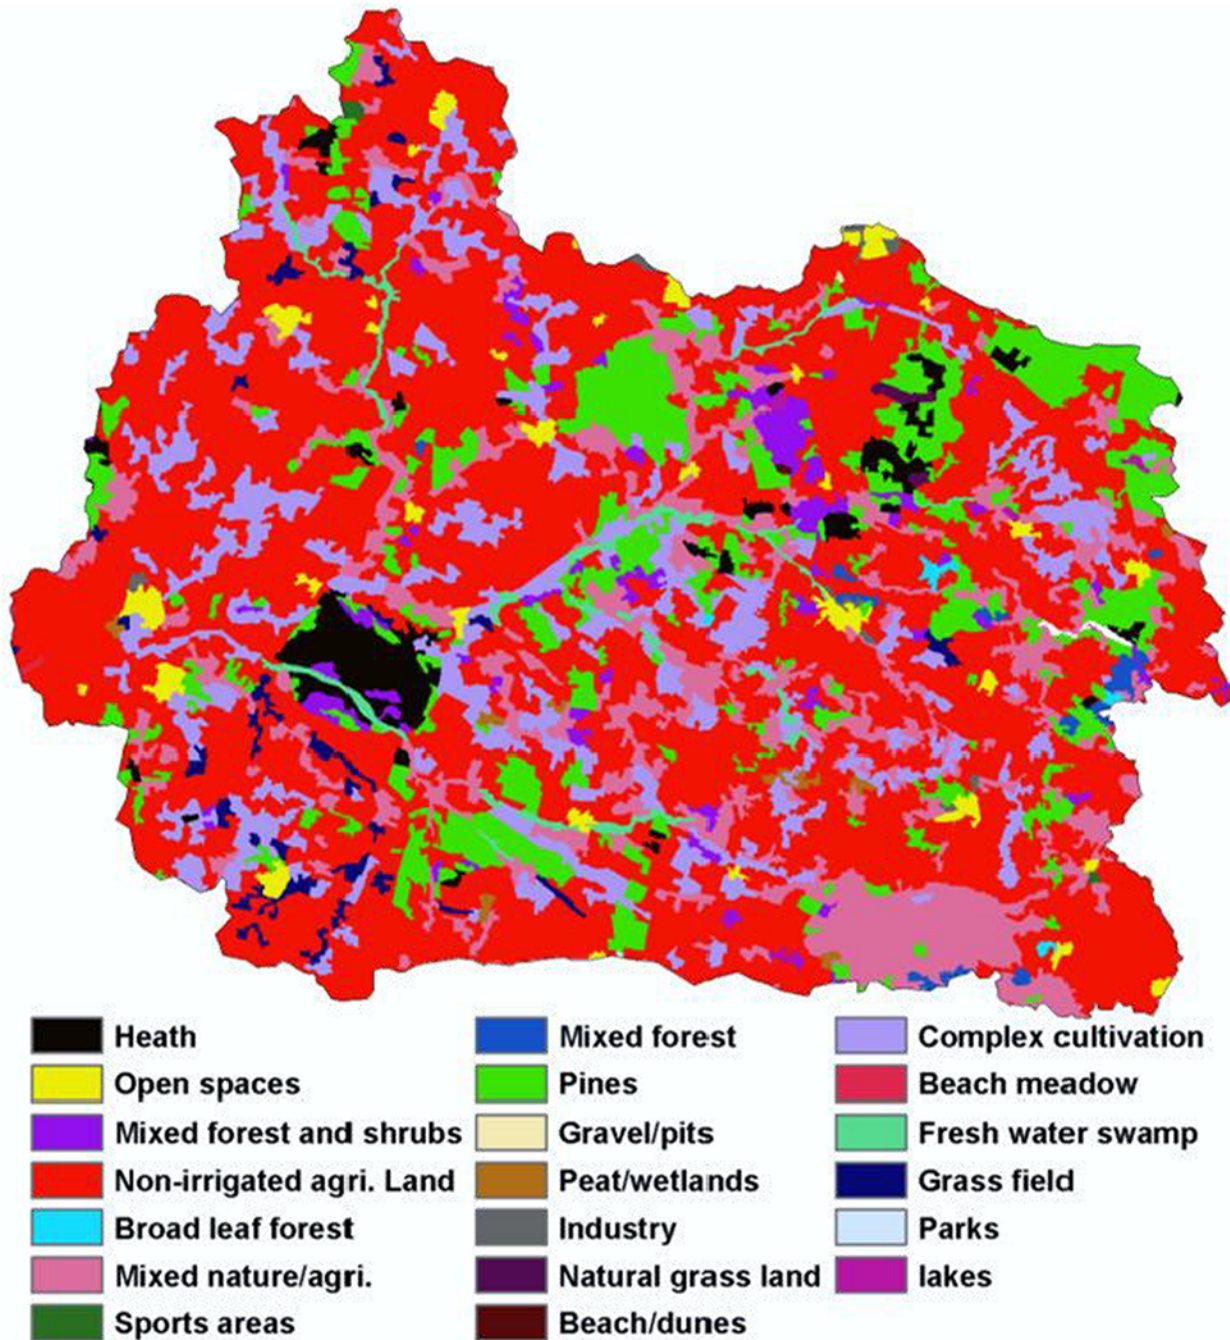 Heath
Mixed forest
Complex cultivation
Open spaces
Pines
Beach meadow
Mixed forest and shrubs
Gravel/pits
Fresh water swamp
Non-irrigated agri. Land
Peat/wetlands
Grass field
Broad leaf forest
Industry
Parks
Mixed nature/agri.
Natural grass land
lakes
Sports areas
Beach/dunes